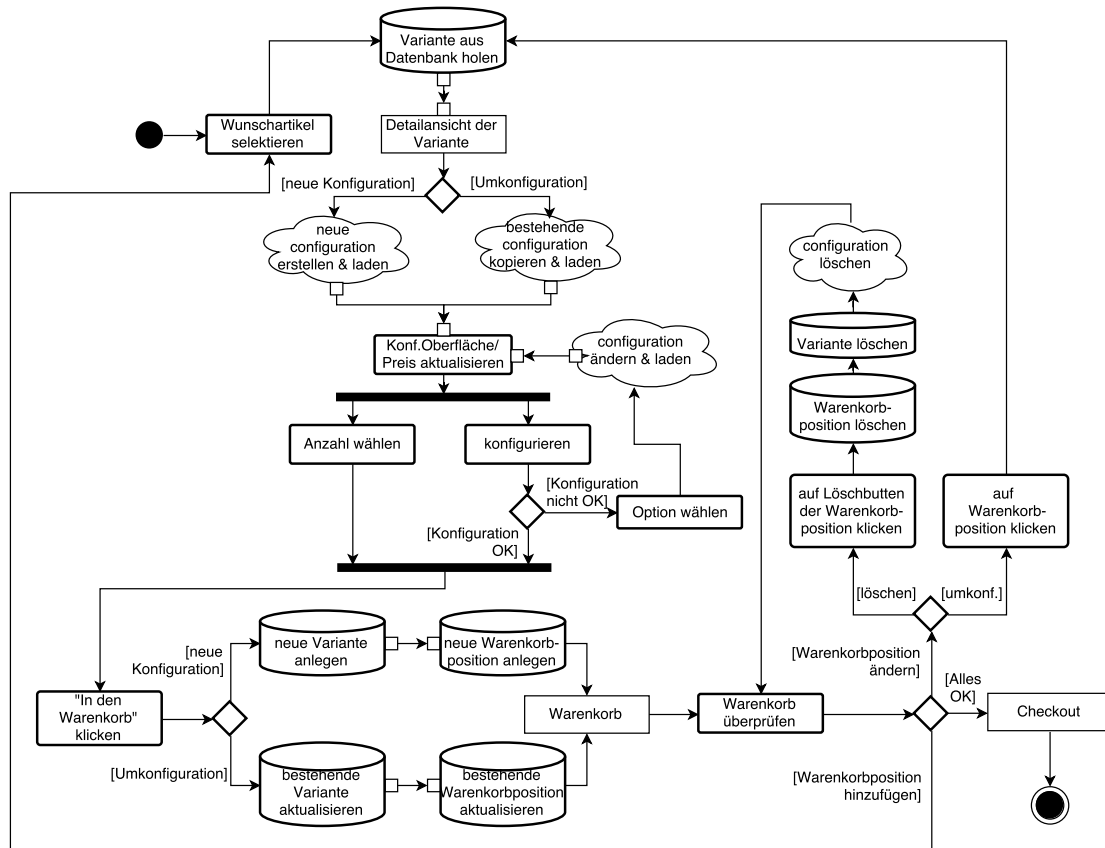 Variante aus
Datenbank holen
Wunschartikel
selektieren
Detailansicht der
Variante
[neue Konfiguration]
[Umkonfiguration]
neue
configuration
erstellen & laden
bestehende
configuration
kopieren & laden
configuration
löschen
Konf.Oberfläche/
Preis aktualisieren
configuration
ändern & laden
Variante löschen
Warenkorb-
position löschen
Anzahl wählen
konfigurieren
[Konfiguration
nicht OK]
Option wählen
auf Löschbutten
der Warenkorb-
position klicken
auf
Warenkorb-
position klicken
[Konfiguration
OK]
[löschen]
[umkonf.]
[neue
Konfiguration]
neue Variante
anlegen
neue Warenkorb-
position anlegen
[Warenkorbposition
ändern]
[Alles
OK]
"In den
Warenkorb"
klicken
Warenkorb
Warenkorb
überprüfen
Checkout
[Umkonfiguration]
bestehende
Variante
aktualisieren
bestehende
Warenkorbposition
aktualisieren
[Warenkorbposition
hinzufügen]